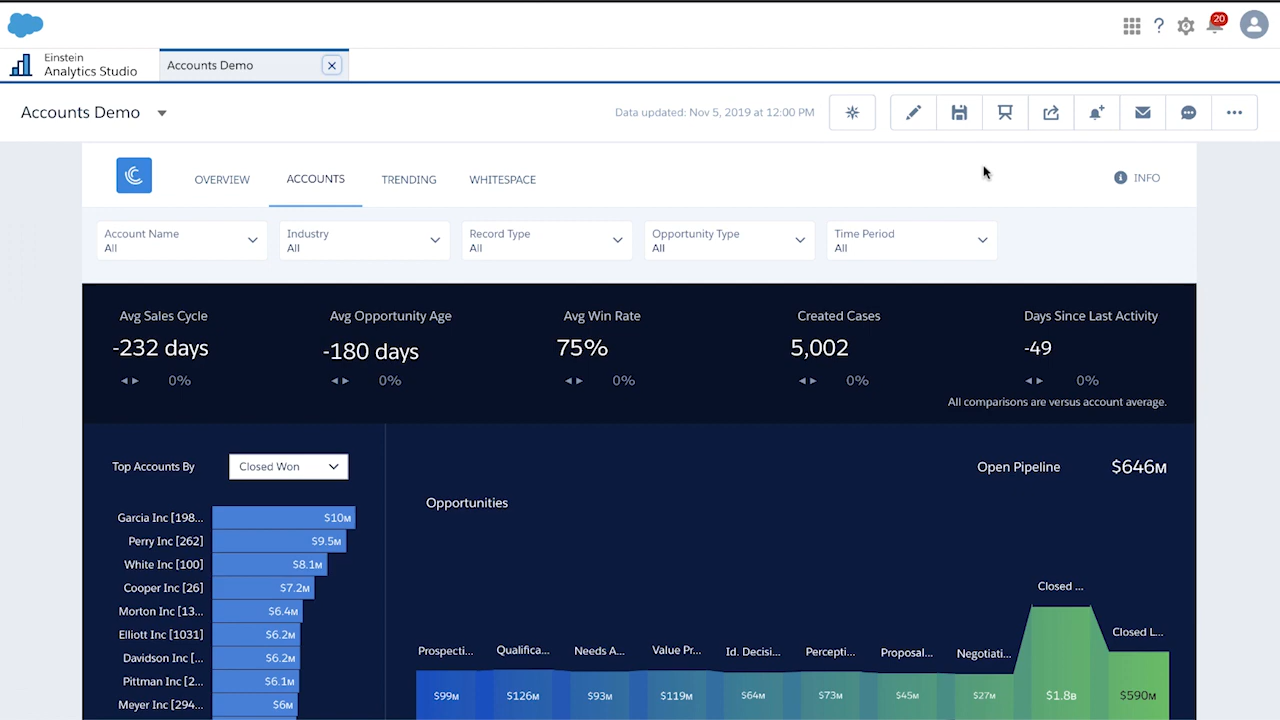 20
Einstein
Analytics Studio
Accounts Demo
Accounts Demo
Data updated: Nov 5, 2019 at 12:00 PM
OVERVIEW
ACCOUNTS
TRENDING
WHITESPACE
INFO
Account Name
All
Industry
All
Record Type
All
Opportunity Type
All
Time Period
All
Avg Sales Cycle
-232 days
0%
Avg Opportunity Age
-180 days
0%
Avg Win Rate
75%
0%
Created Cases
5,002
0%
Days Since Last Activity
-49
0%
All comparisons are versus account average.
Top Accounts By
Closed Won
Garcia Inc [198... $10M
Perry Inc [262] $9.5M
White Inc [100] $8.1M
Cooper Inc [26] $7.2M
Morton Inc [13... $6.4M
Elliott Inc [1031] $6.2M
Davidson Inc [... $6.2M
Pittman Inc [2... $6.1M
Meyer Inc [294... $6M
Open Pipeline $646M
Opportunities
Prospecti...
Qualifica...
Needs A...
Value Pr...
Id. Decisi...
Percepti...
Proposal...
Negotiati...
Closed ...
Closed L...
$99M
$126M
$93M
$119M
$64M
$73M
$45M
$27M
$1.8B
$590M